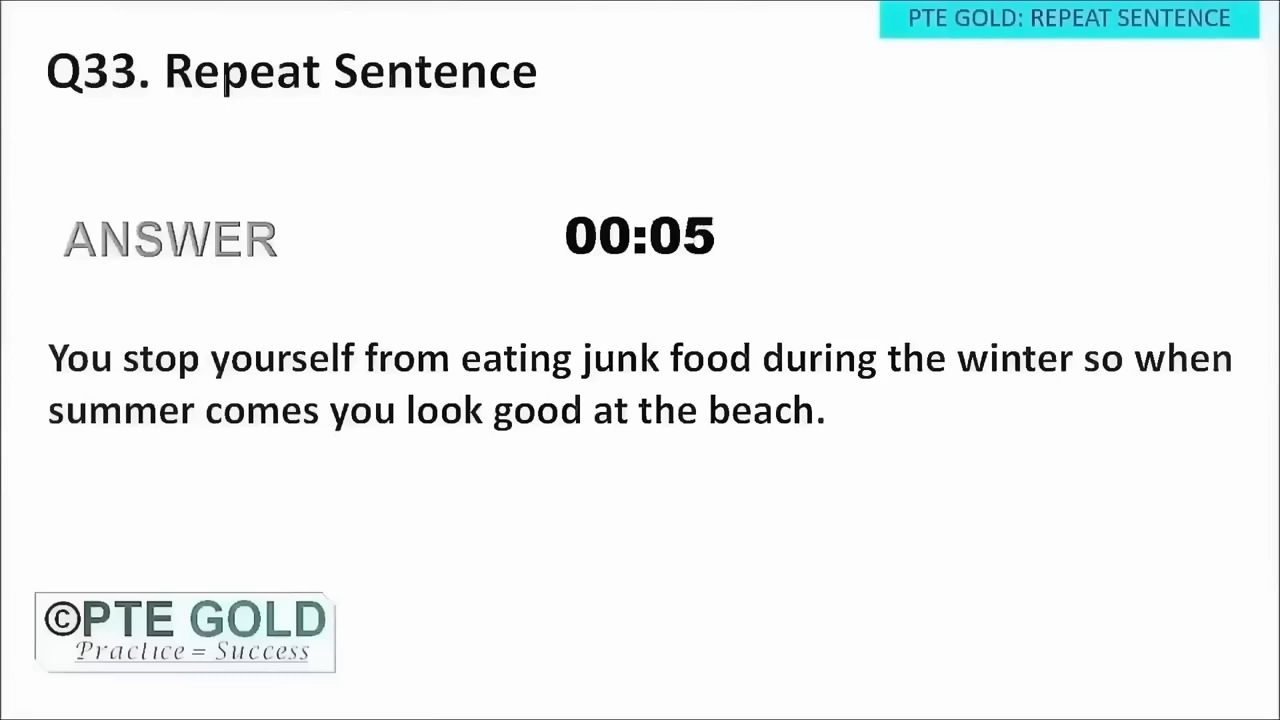 PTE GOLD: REPEAT SENTENCE
Q33. Repeat Sentence
ANSWER
00:05
You stop yourself from eating junk food during the winter so when
summer comes you look good at the beach.
©PTE GOLD
Practice = Success